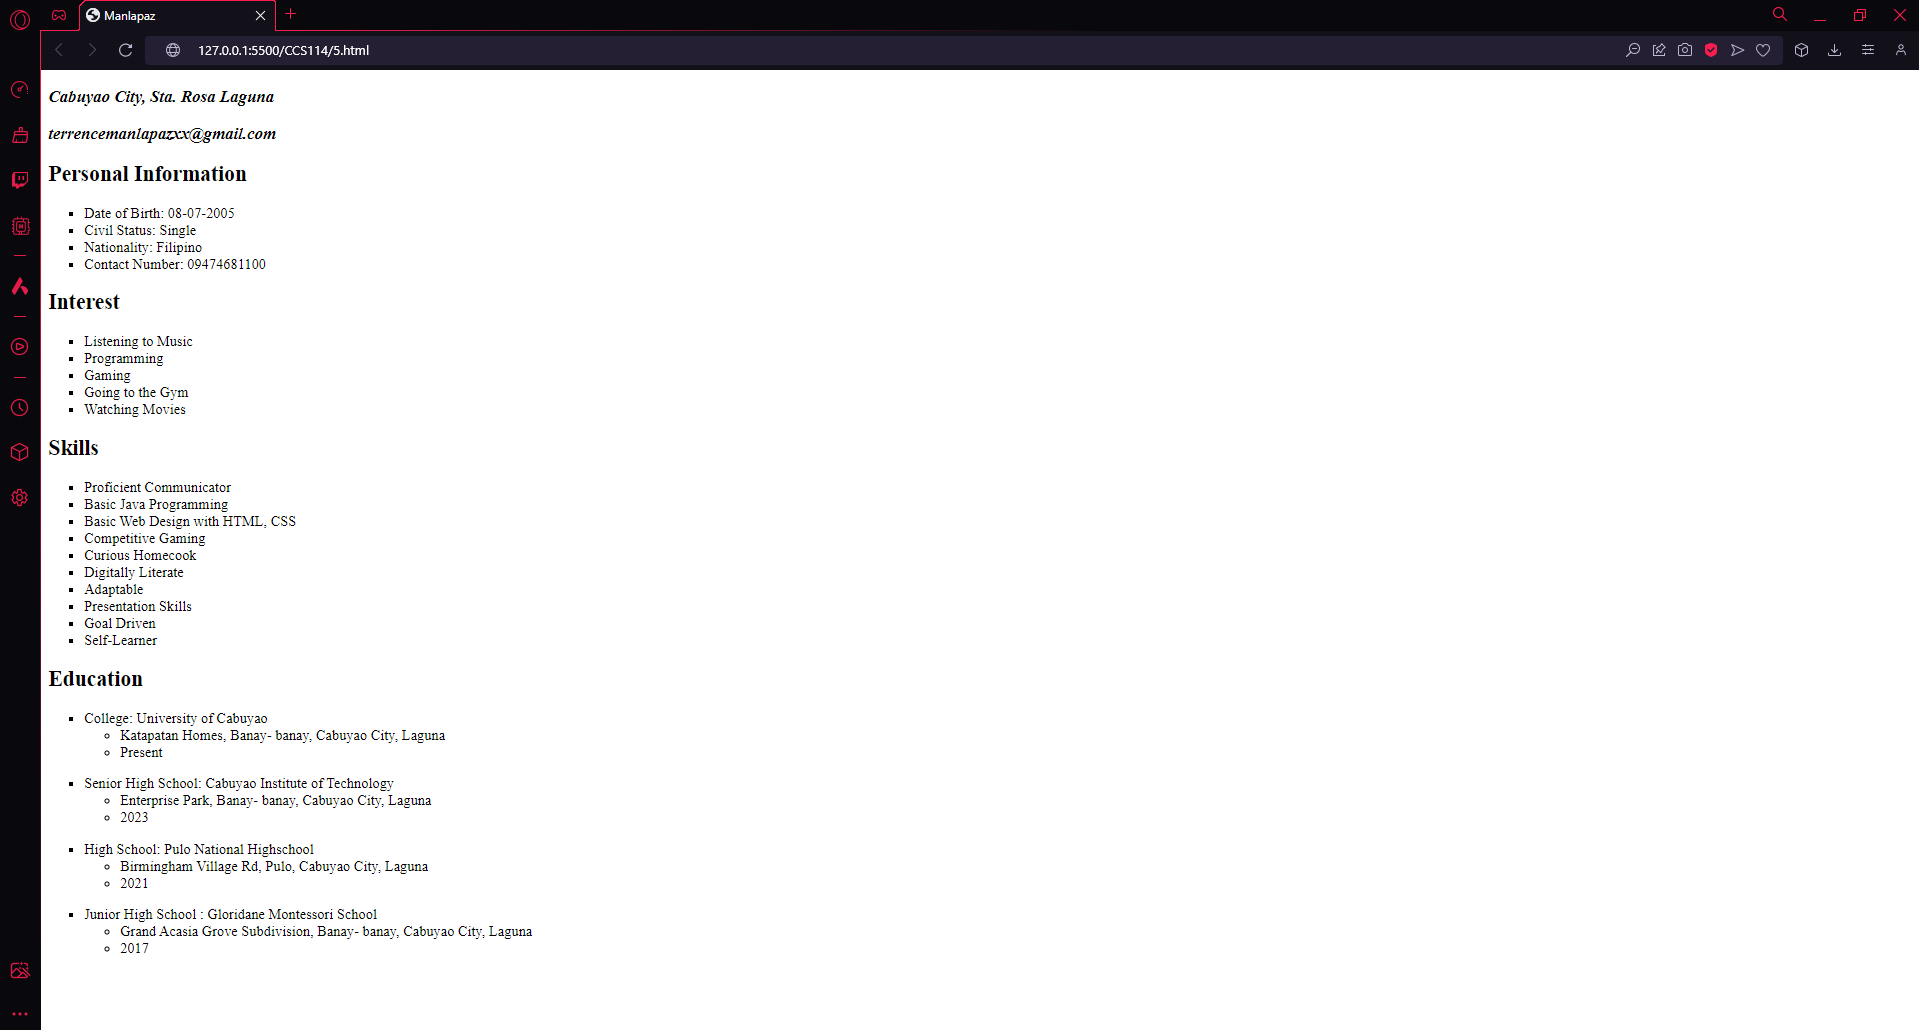 Manlapaz
127.0.0.1:5500/CCS114/5.html
Cabuyao City, Sta. Rosa Laguna
terrencemanlapazxx@gmail.com
Personal Information
Date of Birth: 08-07-2005
Civil Status: Single
Nationality: Filipino
Contact Number: 09474681100
Interest
Listening to Music
Programming
Gaming
Going to the Gym
Watching Movies
Skills
Proficient Communicator
Basic Java Programming
Basic Web Design with HTML, CSS
Competitive Gaming
Curious Homecook
Digitally Literate
Adaptable
Presentation Skills
Goal Driven
Self-Learner
Education
College: University of Cabuyao
Katapatan Homes, Banay- banay, Cabuyao City, Laguna
Present
Senior High School: Cabuyao Institute of Technology
Enterprise Park, Banay- banay, Cabuyao City, Laguna
2023
High School: Pulo National Highschool
Birmingham Village Rd, Pulo, Cabuyao City, Laguna
2021
Junior High School : Gloridane Montessori School
Grand Acasia Grove Subdivision, Banay- banay, Cabuyao City, Laguna
2017